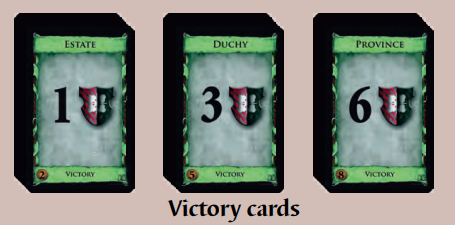 ESTATE
1
2 VICTORY
DUCHY
3
5 VICTORY
PROVINCE
6
8 VICTORY
Victory cards